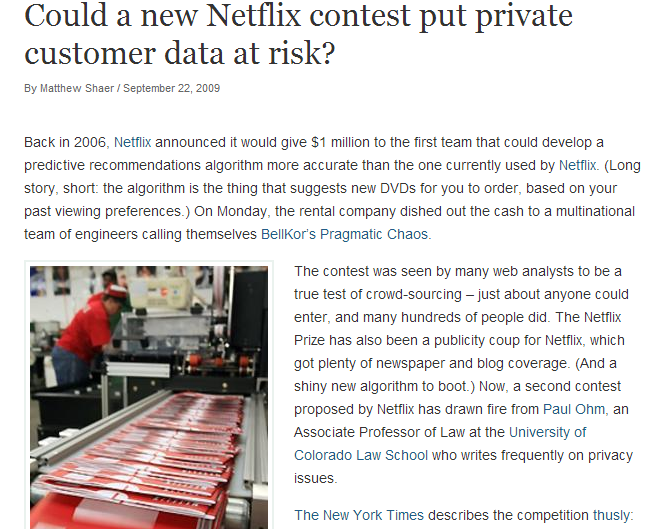 Could a new Netflix contest put private
customer data at risk?
By Matthew Shaer / September 22, 2009
Back in 2006, Netflix announced it would give $1 million to the first team that could develop a
predictive recommendations algorithm more accurate than the one currently used by Netflix. (Long
story, short: the algorithm is the thing that suggests new DVDs for you to order, based on your
past viewing preferences.) On Monday, the rental company dished out the cash to a multinational
team of engineers calling themselves BellKor's Pragmatic Chaos.
The contest was seen by many web analysts to be a
true test of crowd-sourcing – just about anyone could
enter, and many hundreds of people did. The Netflix
Prize has also been a publicity coup for Netflix, which
got plenty of newspaper and blog coverage. (And a
shiny new algorithm to boot.) Now, a second contest
proposed by Netflix has drawn fire from Paul Ohm, an
Associate Professor of Law at the University of
Colorado Law School who writes frequently on privacy
issues.
The New York Times describes the competition thusly: